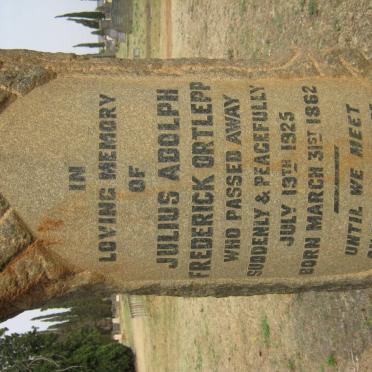 IN
LOVING MEMORY
OF
JULIUS ADOLPH
FREDERICK ORTLEPP
WHO PASSED AWAY
SUDDENLY & PEACEFULLY
JULY 13TH 1925
BORN MARCH 31ST 1862
UNTIL WE MEET